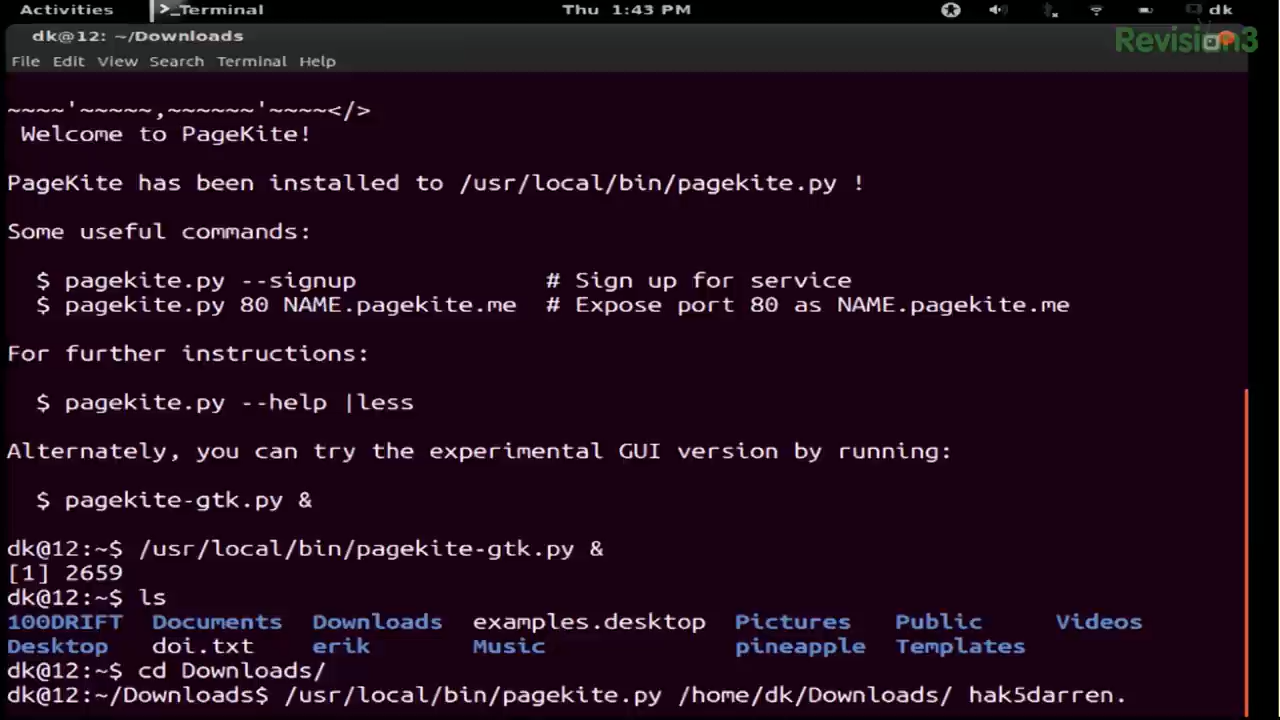 Activities >_Terminal Thu 1:43 PM dk
dk@12: ~/Downloads
Revision3
File Edit View Search Terminal Help
~~~~'~~~~~,~~~~~~'~~~~</>
Welcome to PageKite!
PageKite has been installed to /usr/local/bin/pagekite.py !
Some useful commands:
$ pagekite.py --signup # Sign up for service
$ pagekite.py 80 NAME.pagekite.me # Expose port 80 as NAME.pagekite.me
For further instructions:
$ pagekite.py --help |less
Alternately, you can try the experimental GUI version by running:
$ pagekite-gtk.py &
dk@12:~$ /usr/local/bin/pagekite-gtk.py &
[1] 2659
dk@12:~$ ls
100DRIFT Documents Downloads examples.desktop Pictures Public Videos
Desktop doi.txt erik Music pineapple Templates
dk@12:~$ cd Downloads/
dk@12:~/Downloads$ /usr/local/bin/pagekite.py /home/dk/Downloads/ hak5darren.